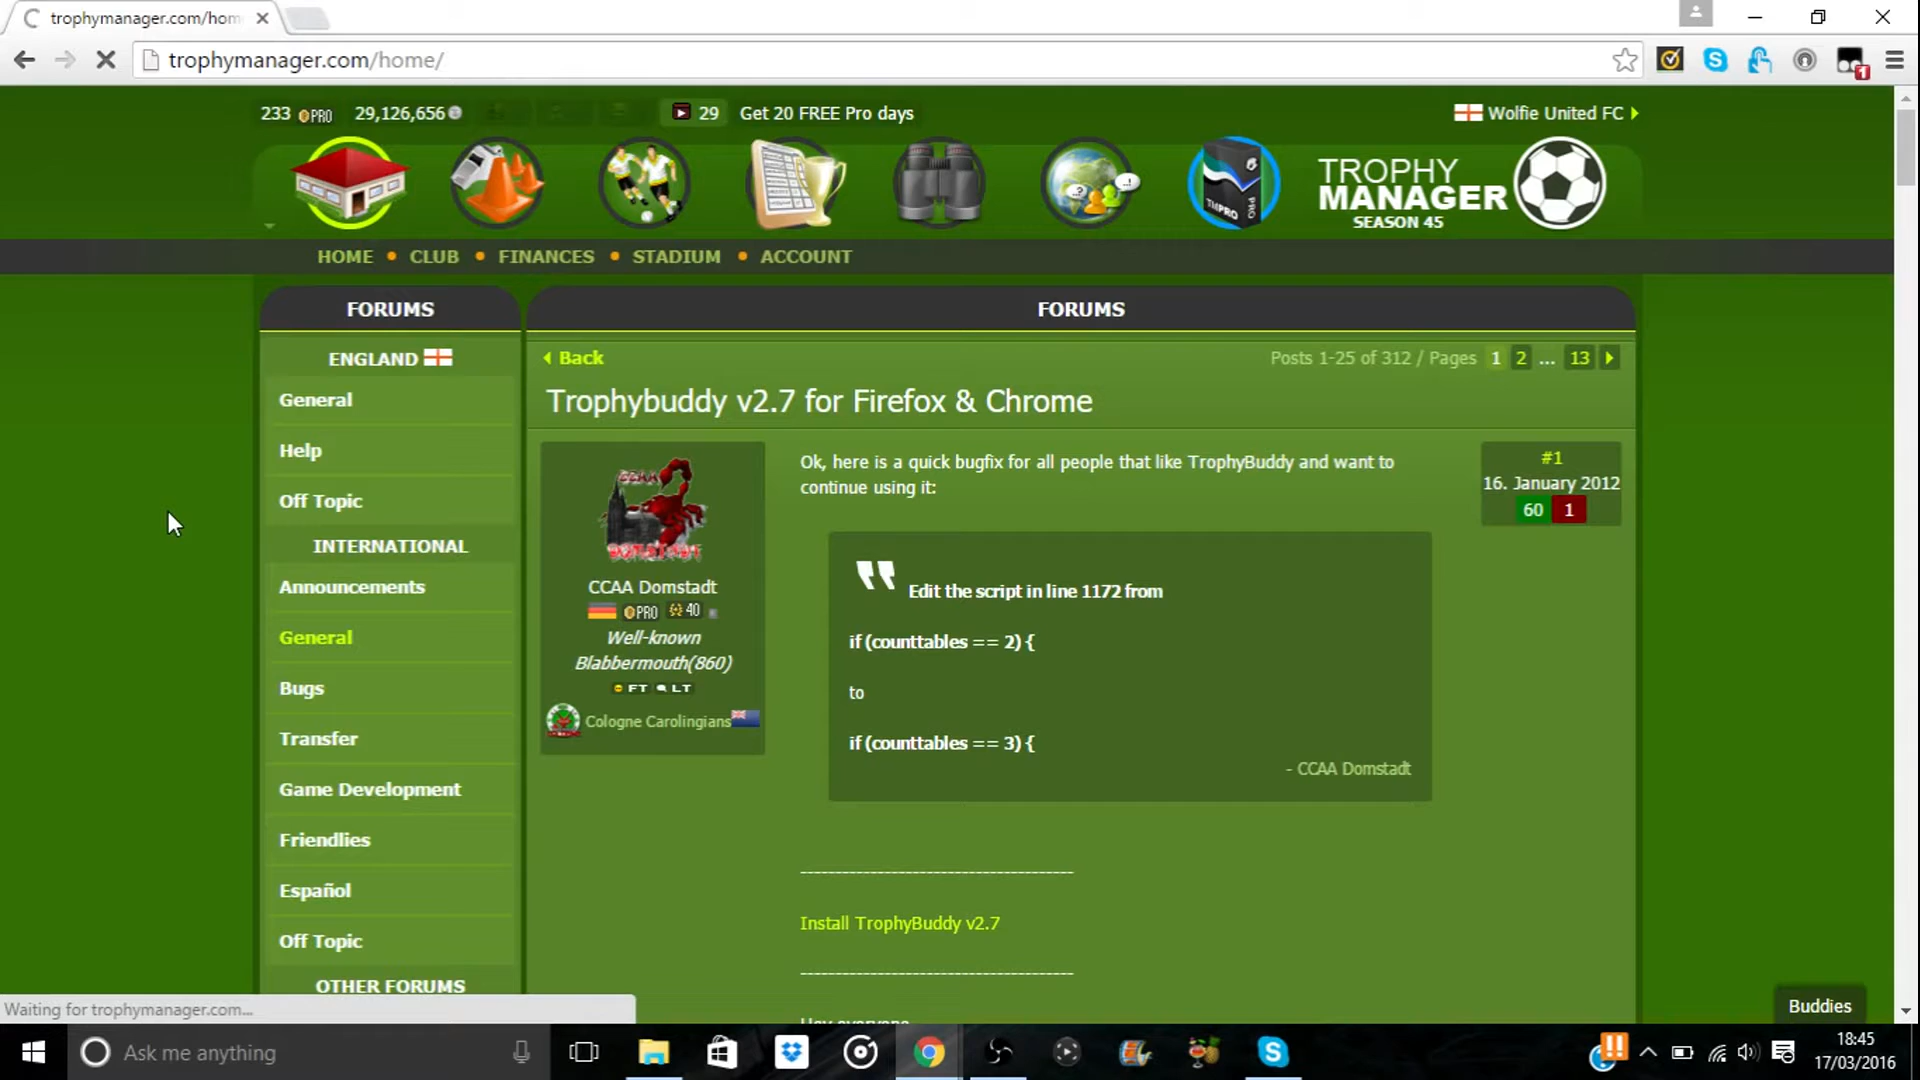 trophymanager.com/hom
trophymanager.com/home/
233 PRO 29,126,656 29 Get 20 FREE Pro days
Wolfie United FC
TMPRO PRO
TROPHY
MANAGER
SEASON 45
HOME • CLUB • FINANCES • STADIUM • ACCOUNT
FORUMS
FORUMS
ENGLAND
General
Help
Off Topic
INTERNATIONAL
Announcements
General
Bugs
Transfer
Game Development
Friendlies
Español
Off Topic
OTHER FORUMS
Back
Posts 1-25 of 312 / Pages 1 2 ... 13
Trophybuddy v2.7 for Firefox & Chrome
CCAA
CCAA Domstadt
PRO 40
Well-known
Blabbermouth(860)
FT LT
Cologne Carolingians
Ok, here is a quick bugfix for all people that like TrophyBuddy and want to
continue using it:
Edit the script in line 1172 from
if (counttables == 2) {
to
if (counttables == 3) {
- CCAA Domstadt
#1
16. January 2012
60 1
----------------------------------------
Install TrophyBuddy v2.7
----------------------------------------
Hey everyone
Waiting for trophymanager.com...
Buddies
Ask me anything
18:45
17/03/2016